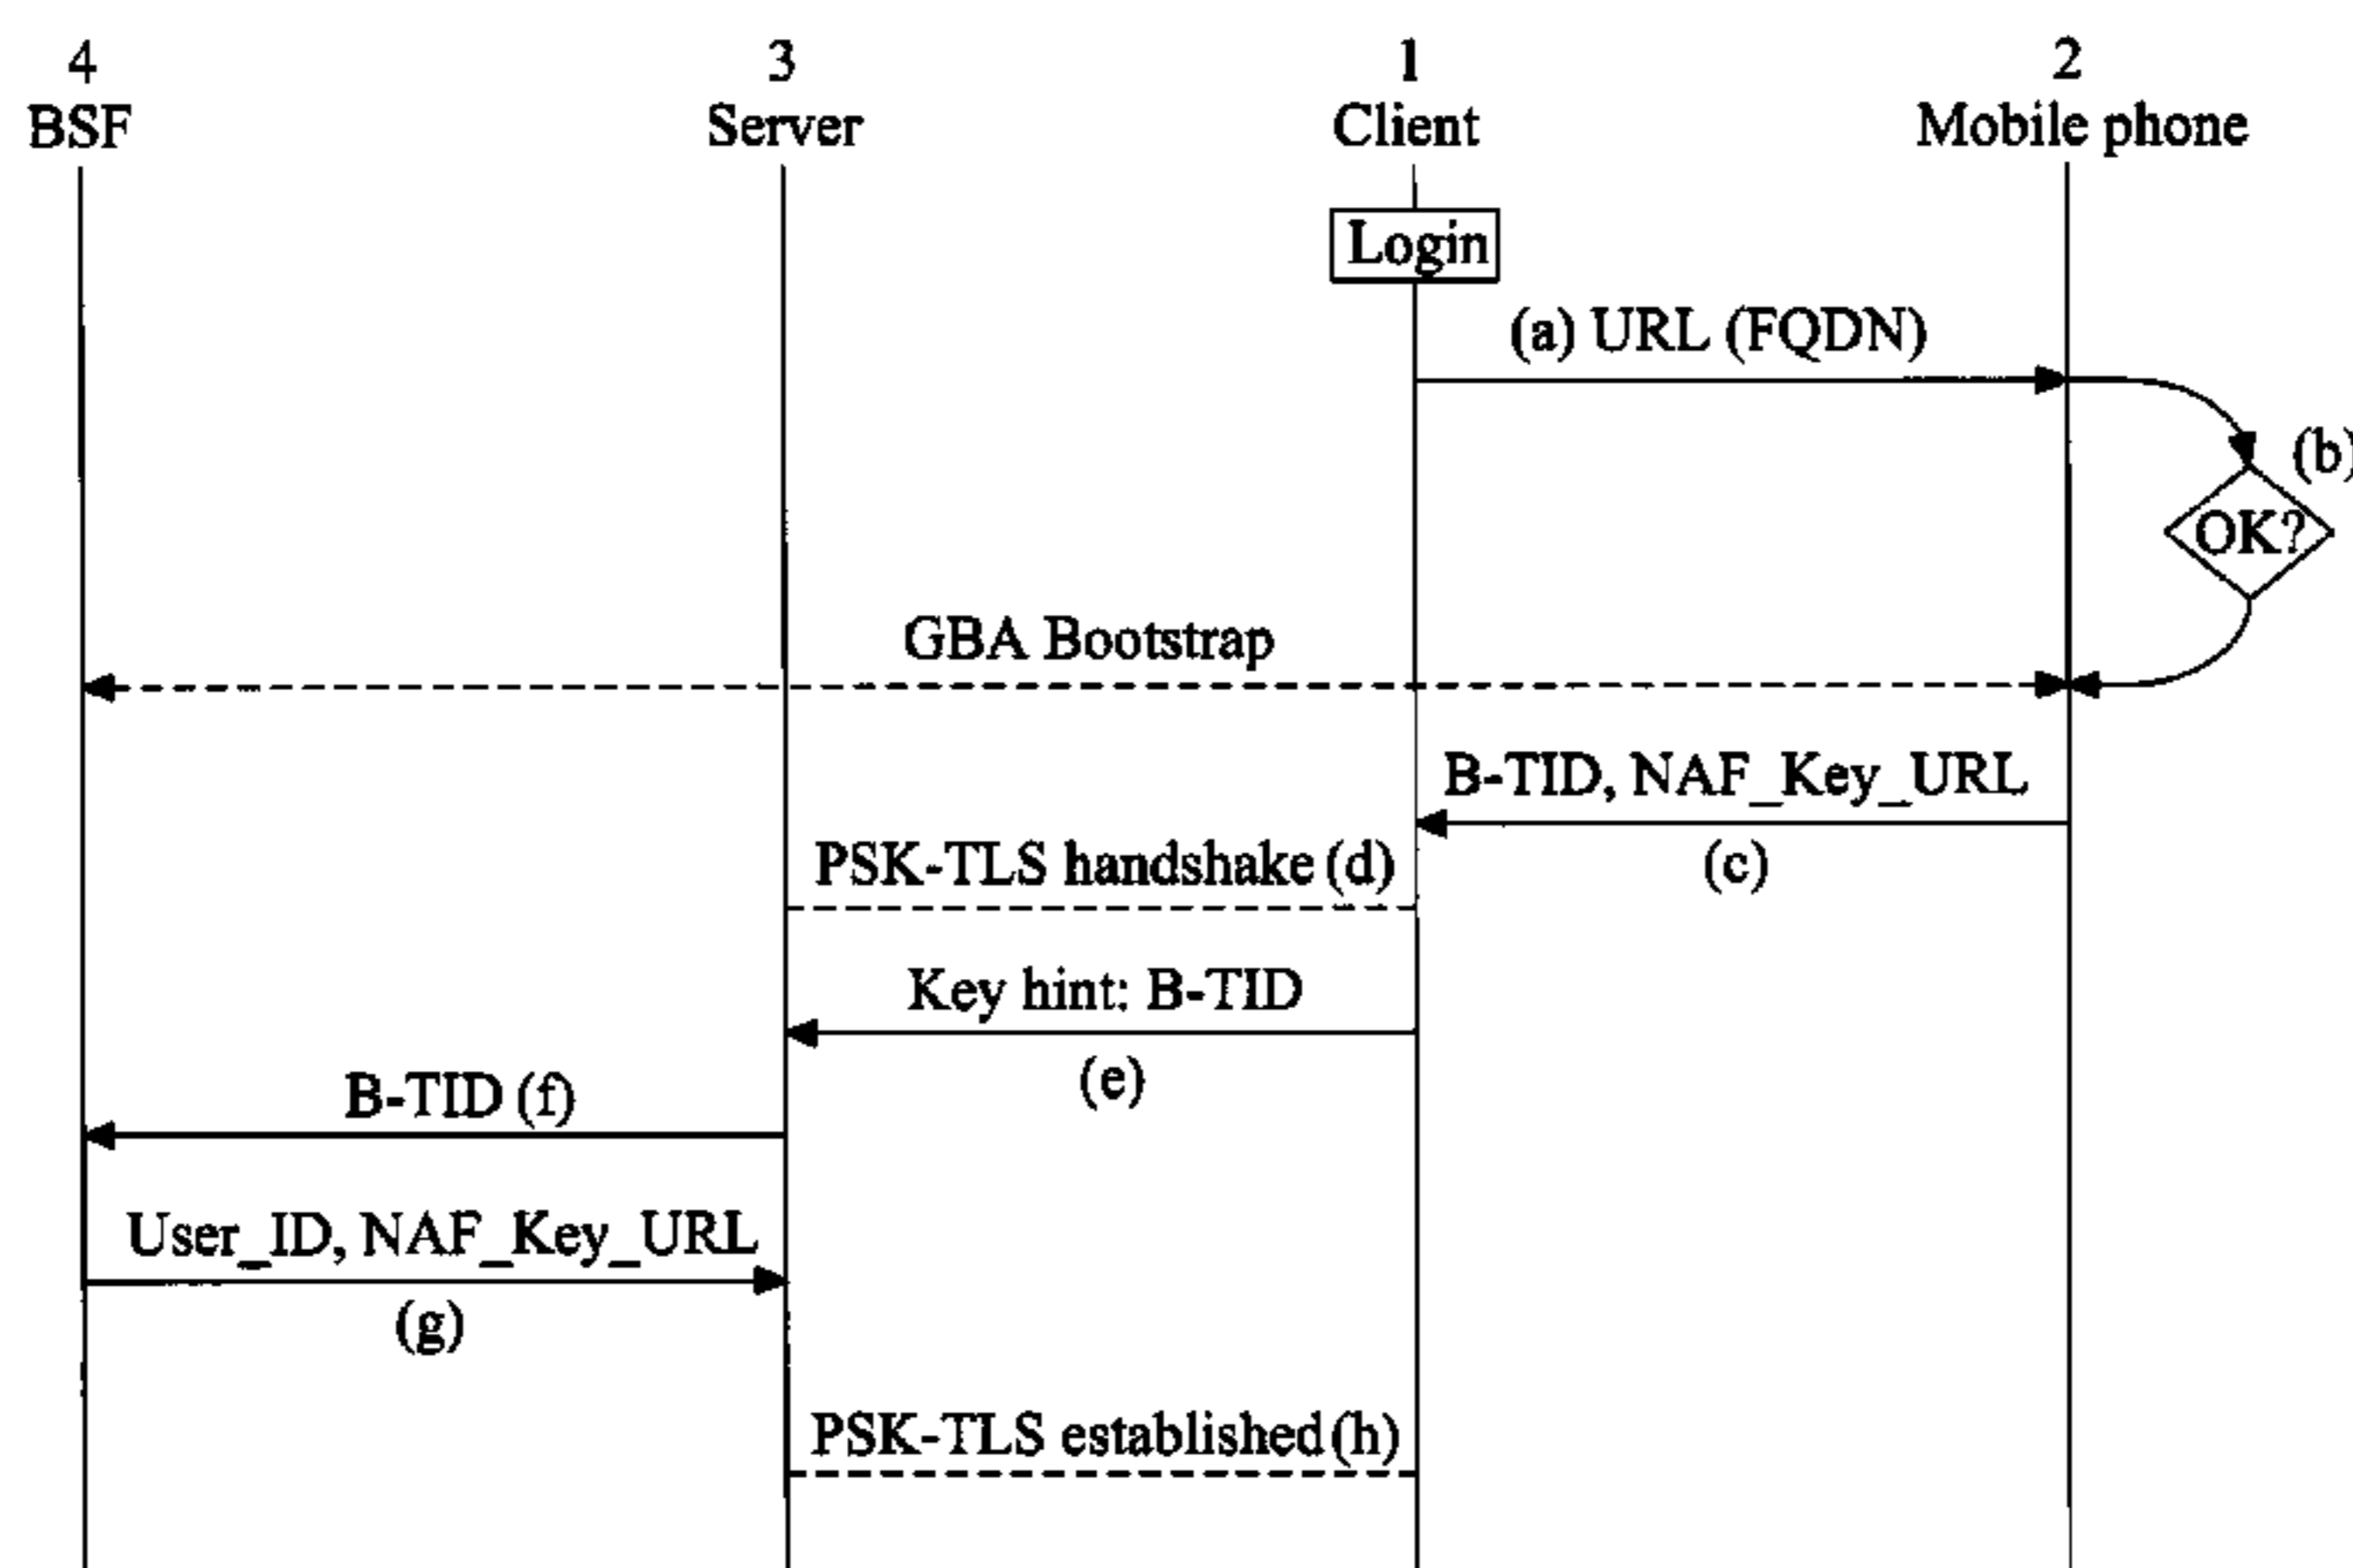 4
BSF
3
Server
1
Client
2
Mobile phone
Login
(a) URL (FQDN)
(b)
OK?
GBA Bootstrap
B-TID, NAF_Key_URL
(c)
PSK-TLS handshake (d)
Key hint: B-TID
(e)
B-TID (f)
User_ID, NAF_Key_URL
(g)
PSK-TLS established (h)